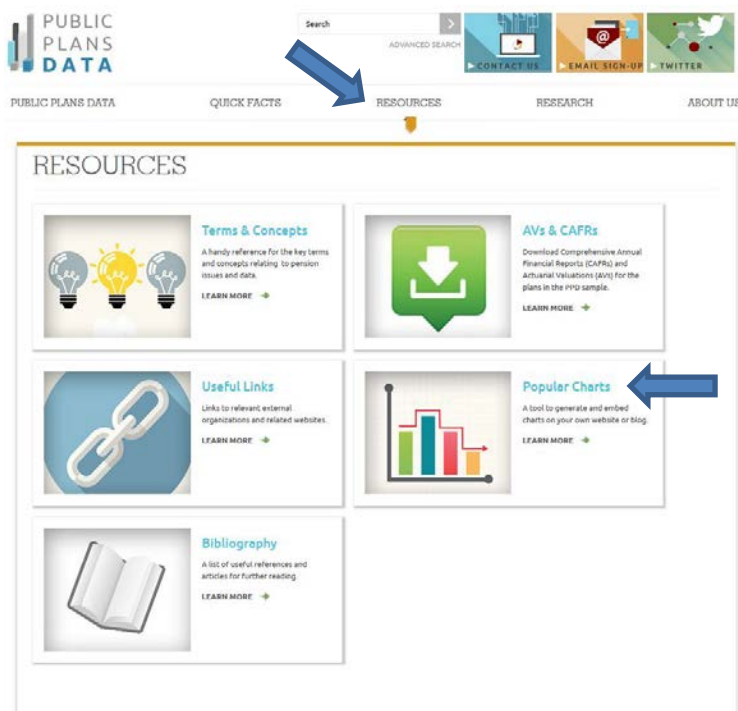 PUBLIC
PLANS
DATA
Search
ADVANCED SEARCH
CONTACT US
EMAIL SIGN-UP
TWITTER
PUBLIC PLANS DATA
QUICK FACTS
RESOURCES
RESEARCH
ABOUT US
RESOURCES
Terms & Concepts
A handy reference for the key terms
and concepts relating to pension
issues and data.
LEARN MORE
AVs & CAFRs
Download Comprehensive Annual
Financial Reports (CAFRs) and
Actuarial Valuations (AVs) for the
plans in the PPD sample.
LEARN MORE
Useful Links
Links to relevant external
organizations and related websites.
LEARN MORE
Popular Charts
A tool to generate and embed
charts on your own website or blog.
LEARN MORE
Bibliography
A list of useful references and
articles for further reading.
LEARN MORE